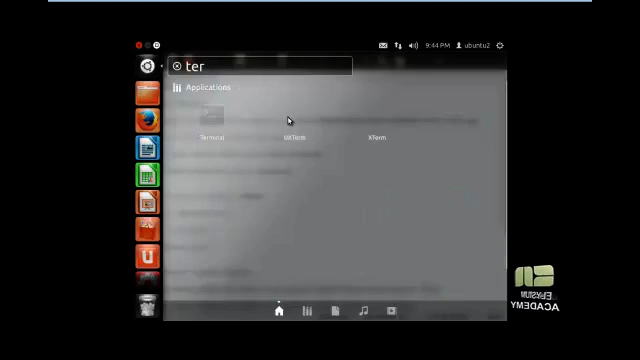 9:44 PM ubuntu2
ter
Applications
Terminal
UXTerm
XTerm
ACADEMY